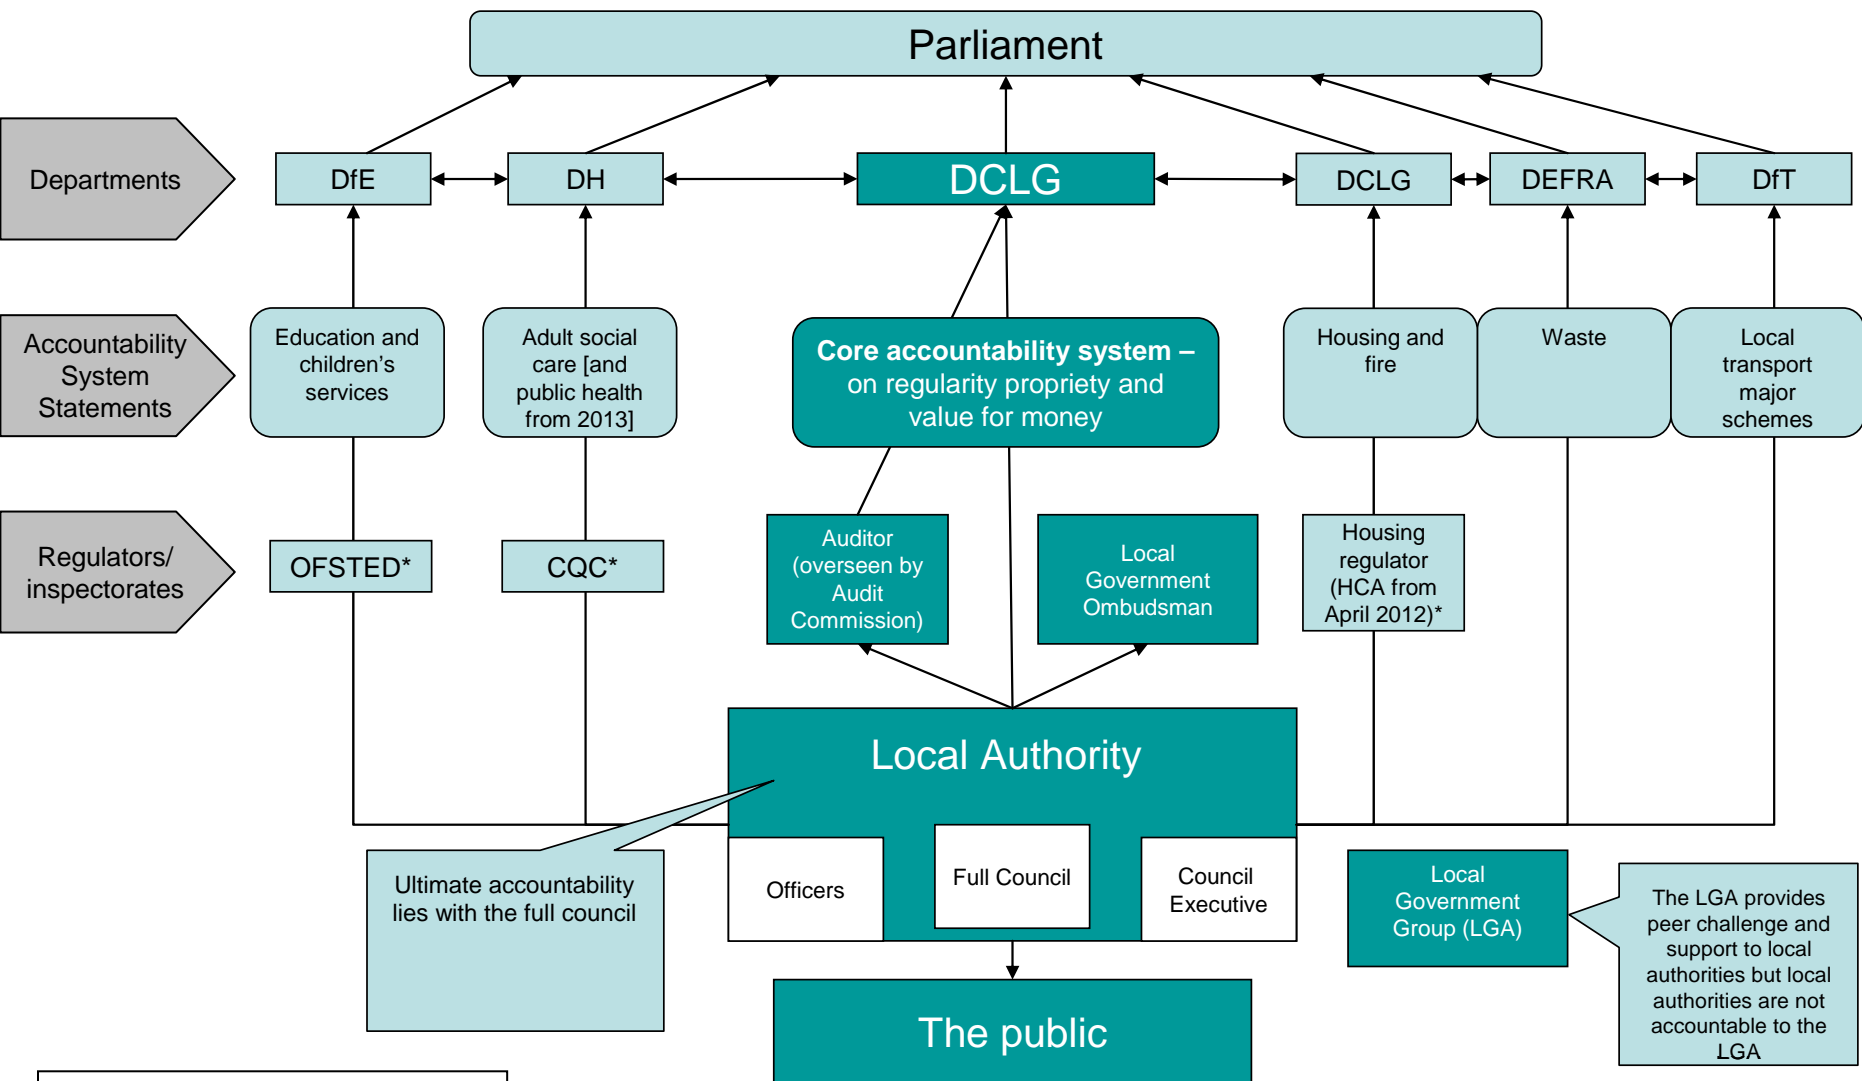 Parliament
Departments
DfE
DH
DCLG
DCLG
DEFRA
DfT
Accountability
System
Statements
Education and
children's
services
Adult social
care [and
public health
from 2013]
Core accountability system –
on regularity propriety and
value for money
Housing and
fire
Waste
Local
transport
major
schemes
Regulators/
inspectorates
OFSTED*
CQC*
Auditor
(overseen by
Audit
Commission)
Local
Government
Ombudsman
Housing
regulator
(HCA from
April 2012)*
Local Authority
Ultimate accountability
lies with the full council
Officers
Full Council
Council
Executive
Local
Government
Group (LGA)
The LGA provides
peer challenge and
support to local
authorities but local
authorities are not
accountable to the
LGA
The public